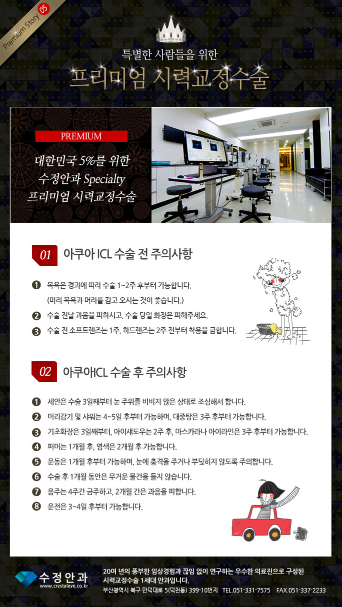 Premium Story 05
특별한 사람들을 위한
프리미엄 시력교정수술
PREMIUM
대한민국 5%를 위한
수정안과 Specialty
프리미엄 시력교정수술
01 아쿠아 ICL 수술 전 주의사항
1 목욕은 경과에 따라 수술 1~2주 후부터 가능합니다.
(미리 목욕과 머리를 감고 오시는 것이 좋습니다.)
2 수술 전날 과음을 피하시고, 수술 당일 화장은 피해주세요.
3 수술 전 소프트렌즈는 1주, 하드렌즈는 2주 전부터 착용을 금합니다.
02 아쿠아ICL 수술 후 주의사항
1 세안은 수술 3일째부터 눈 주위를 비비지 않은 상태로 조심해서 합니다.
2 머리감기 및 샤워는 4~5일 후부터 가능하며, 대중탕은 3주 후부터 가능합니다.
3 기초화장은 3일째부터, 아이섀도우는 2주 후, 마스카라나 아이라인은 3주 후부터 가능합니다.
4 퍼머는 1개월 후, 염색은 2개월 후 가능합니다.
5 운동은 1개월 후부터 가능하며, 눈에 충격을 주거나 부딪히지 않도록 주의합니다.
6 수술 후 1개월 동안은 무거운 물건을 들지 않습니다.
7 음주는 4주간 금주하고, 2개월 간은 과음을 피합니다.
8 운전은 3~4일 후부터 가능합니다.
수정안과
www.crystaleye.co.kr
20여 년의 풍부한 임상경험과 끊임 없이 연구하는 우수한 의료진으로 구성된
시력교정수술 1세대 안과입니다.
부산광역시 북구 만덕대로 5(덕천동) 399-10번지 TEL.051-331-7575 FAX.051-337-2233